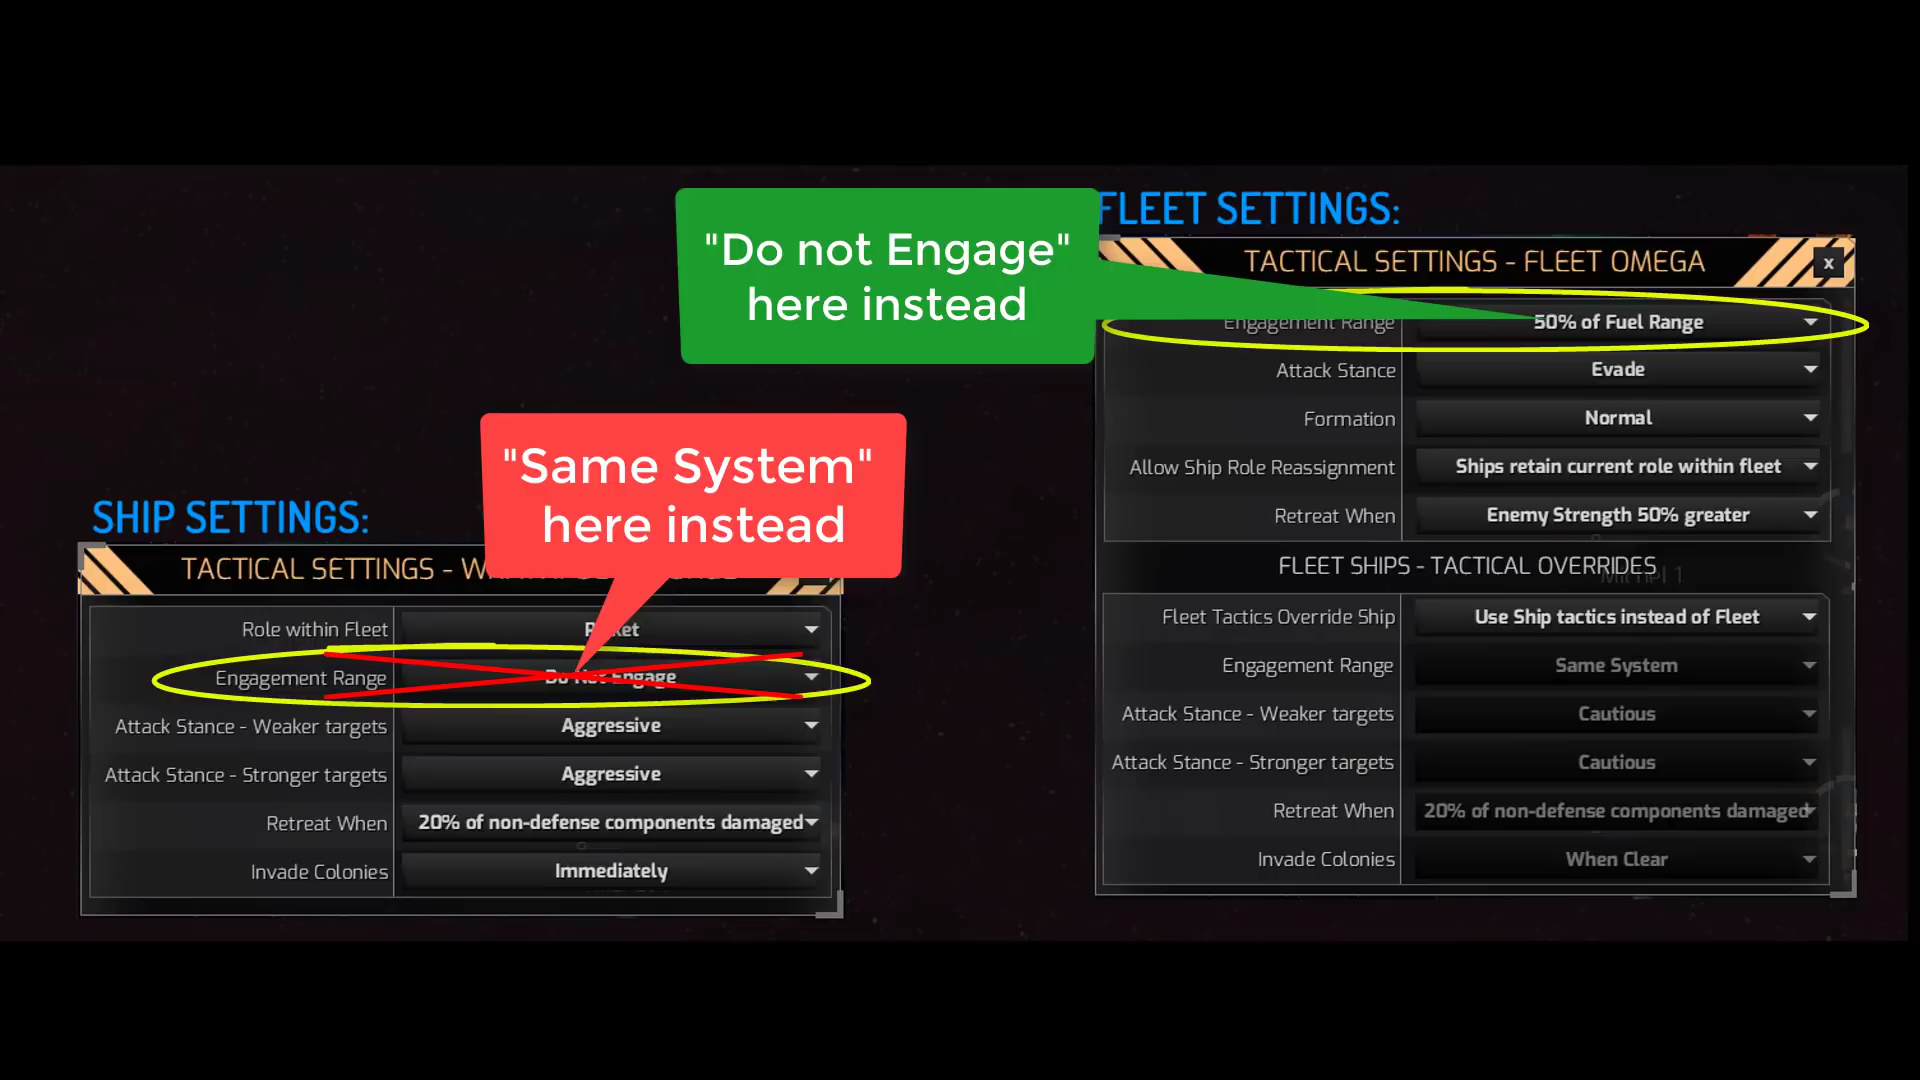 "Do not Engage"
here instead
FLEET SETTINGS:
TACTICAL SETTINGS - FLEET OMEGA
x
Engagement Range 50% of Fuel Range
Attack Stance Evade
Formation Normal
Allow Ship Role Reassignment Ships retain current role within fleet
Retreat When Enemy Strength 50% greater
FLEET SHIPS - TACTICAL OVERRIDES
Fleet Tactics Override Ship Use Ship tactics instead of Fleet
Engagement Range Same System
Attack Stance - Weaker targets Cautious
Attack Stance - Stronger targets Cautious
Retreat When 20% of non-defense components damaged
Invade Colonies When Clear
"Same System"
here instead
SHIP SETTINGS:
TACTICAL SETTINGS -
Role within Fleet Picket
Engagement Range Do Not Engage
Attack Stance - Weaker targets Aggressive
Attack Stance - Stronger targets Aggressive
Retreat When 20% of non-defense components damaged
Invade Colonies Immediately